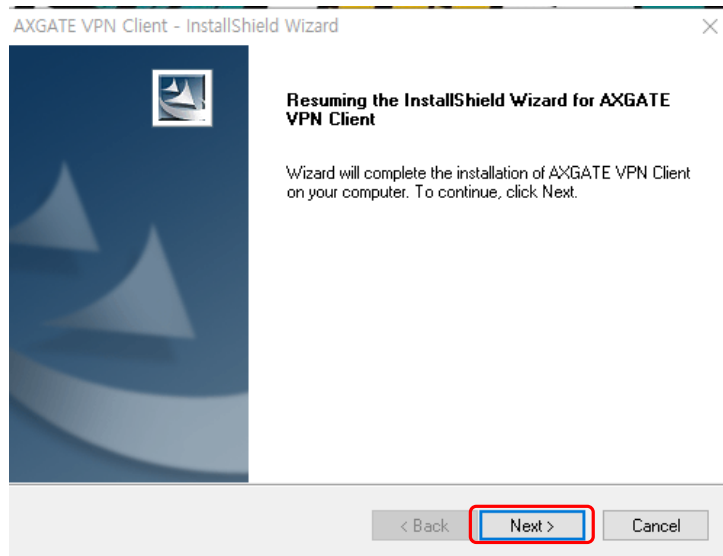 AXGATE VPN Client - InstallShield Wizard
Resuming the InstallShield Wizard for AXGATE
VPN Client
Wizard will complete the installation of AXGATE VPN Client
on your computer. To continue, click Next.
< Back
Next >
Cancel